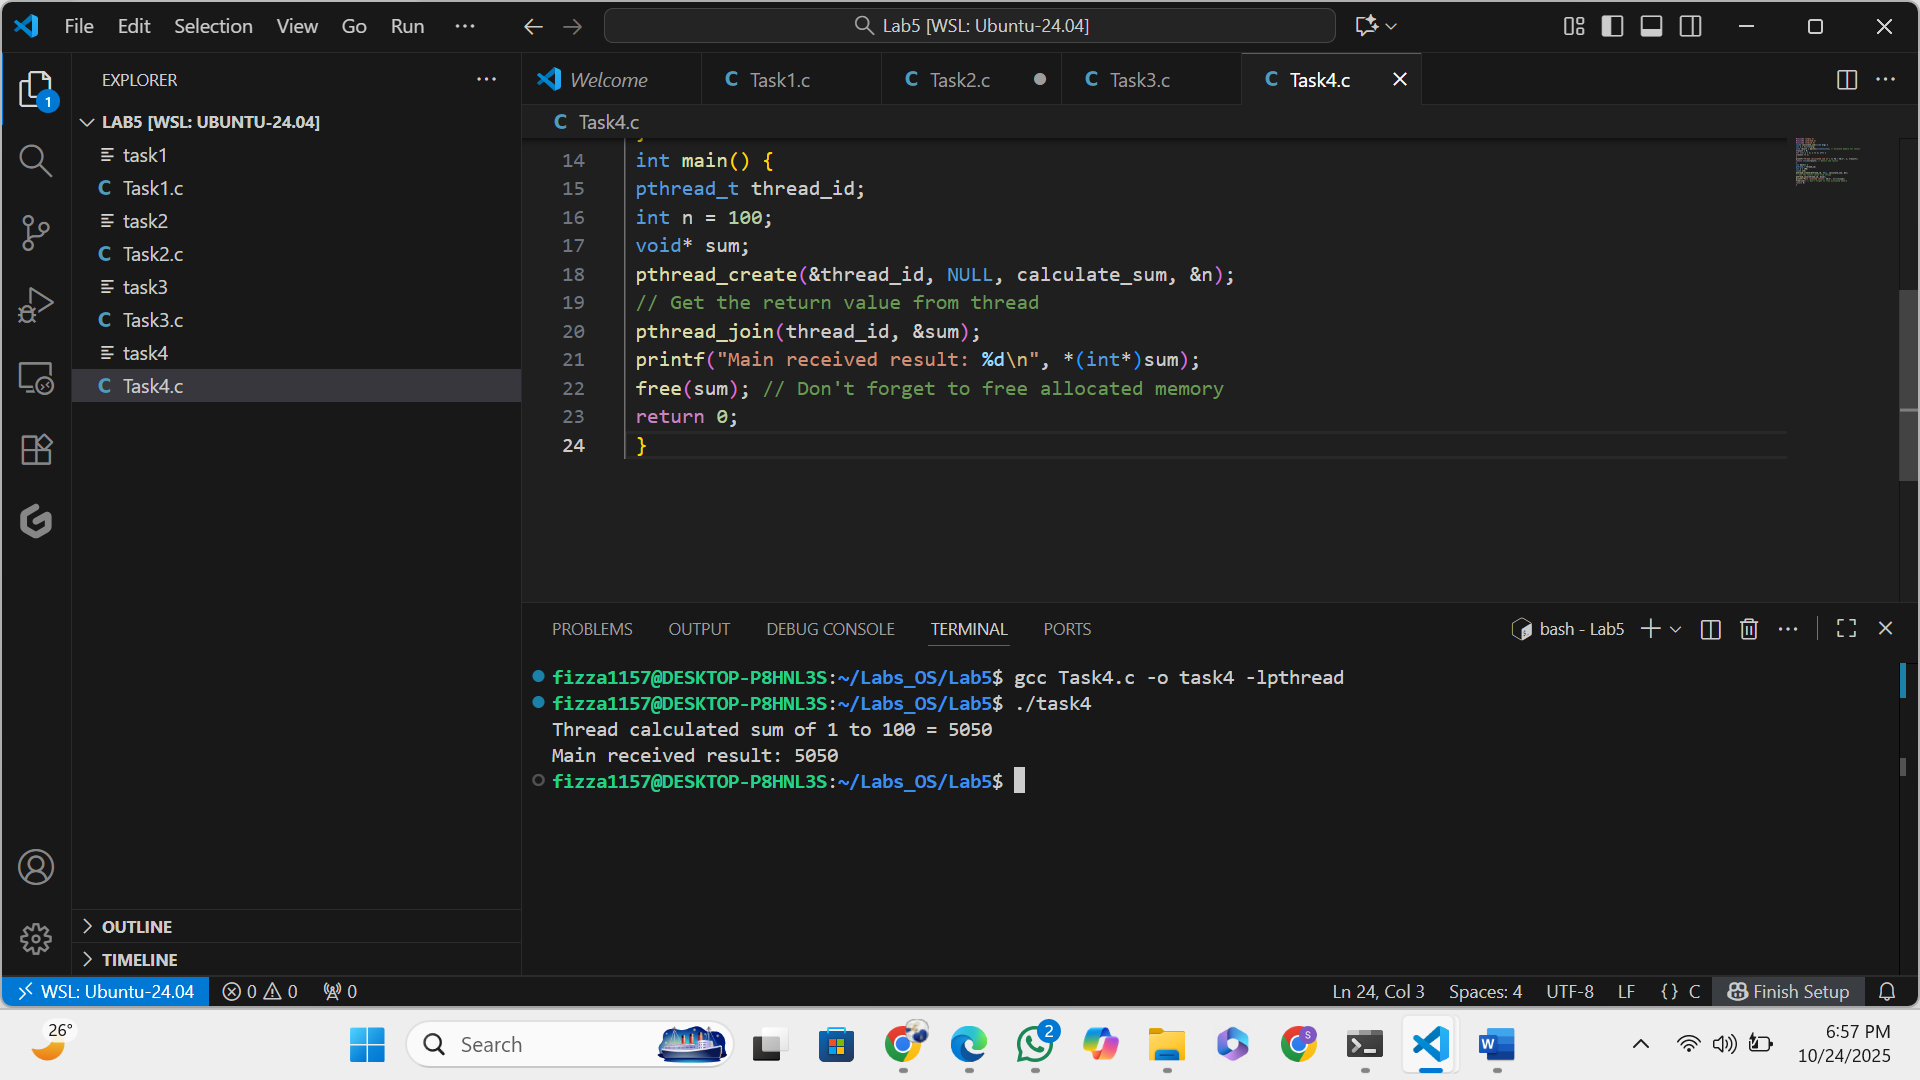 File Edit Selection View Go Run ··· Lab5 [WSL: Ubuntu-24.04]
EXPLORER
Welcome
C Task1.c
C Task2.c
C Task3.c
C Task4.c
1
LAB5 [WSL: UBUNTU-24.04]
task1
C Task1.c
task2
C Task2.c
task3
C Task3.c
task4
C Task4.c
OUTLINE
TIMELINE
C Task4.c
14 int main() {
15 pthread_t thread_id;
16 int n = 100;
17 void* sum;
18 pthread_create(&thread_id, NULL, calculate_sum, &n);
19 // Get the return value from thread
20 pthread_join(thread_id, &sum);
21 printf("Main received result: %d\n", *(int*)sum);
22 free(sum); // Don't forget to free allocated memory
23 return 0;
24 }
PROBLEMS OUTPUT DEBUG CONSOLE TERMINAL PORTS bash - Lab5
fizza1157@DESKTOP-P8HNL3S:~/Labs_OS/Lab5$ gcc Task4.c -o task4 -lpthread
fizza1157@DESKTOP-P8HNL3S:~/Labs_OS/Lab5$ ./task4
Thread calculated sum of 1 to 100 = 5050
Main received result: 5050
fizza1157@DESKTOP-P8HNL3S:~/Labs_OS/Lab5$
WSL: Ubuntu-24.04 0 0 0 Ln 24, Col 3 Spaces: 4 UTF-8 LF {} C Finish Setup
26°
Search
2
S
W
6:57 PM
10/24/2025